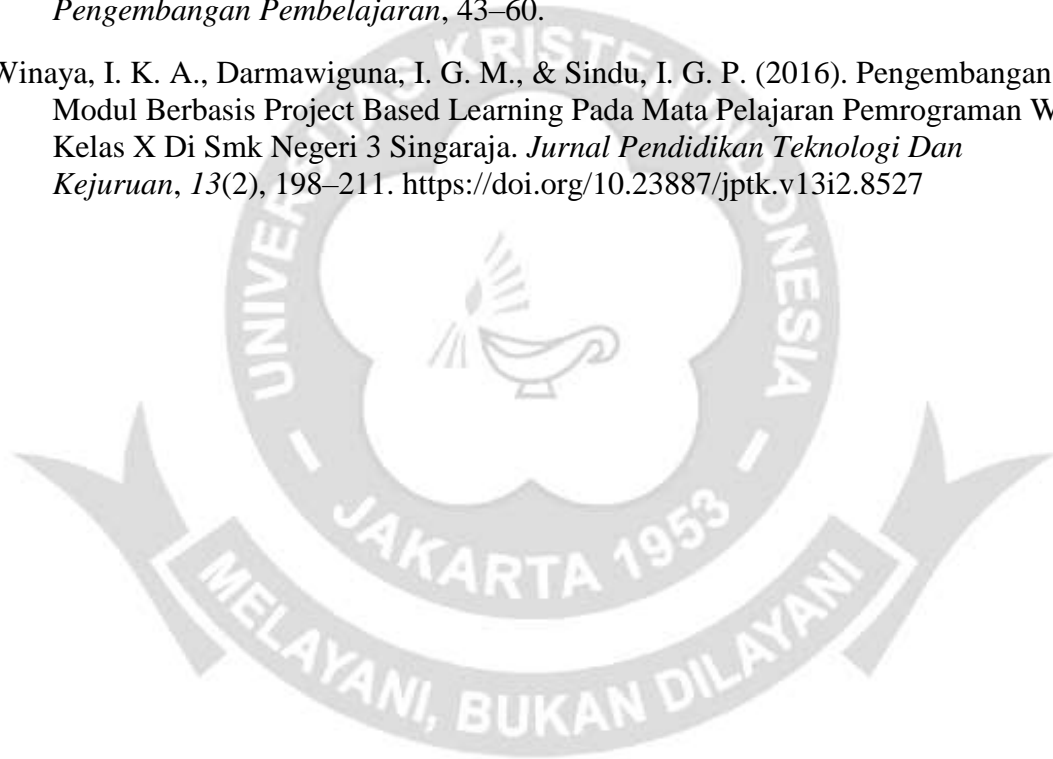 Pengembangan Pembelajaran, 43–60.
Winaya, I. K. A., Darmawiguna, I. G. M., & Sindu, I. G. P. (2016). Pengembangan
Modul Berbasis Project Based Learning Pada Mata Pelajaran Pemrograman
Kelas X Di Smk Negeri 3 Singaraja. Jurnal Pendidikan Teknologi Dan
Kejuruan, 13(2), 198–211. https://doi.org/10.23887/jptk.v13i2.8527
UNIVERSITAS KRISTEN INDONESIA
- JAKARTA 1953 -
MELAYANI, BUKAN DILAYANI